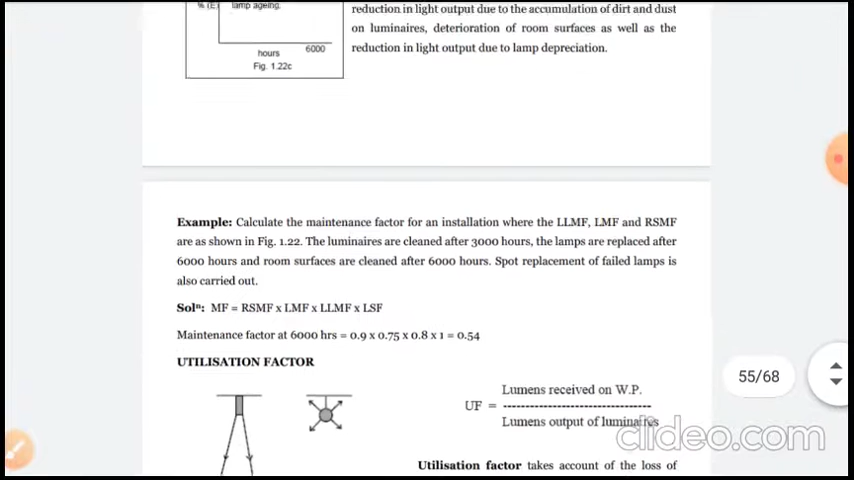 % (E)
lamp ageing.
hours
6000
Fig. 1.22c
reduction in light output due to the accumulation of dirt and dust
on luminaires, deterioration of room surfaces as well as the
reduction in light output due to lamp depreciation.
Example: Calculate the maintenance factor for an installation where the LLMF, LMF and RSMF
are as shown in Fig. 1.22. The luminaires are cleaned after 3000 hours, the lamps are replaced after
6000 hours and room surfaces are cleaned after 6000 hours. Spot replacement of failed lamps is
also carried out.
Solⁿ: MF = RSMF x LMF x LLMF x LSF
Maintenance factor at 6000 hrs = 0.9 x 0.75 x 0.8 x 1 = 0.54
UTILISATION FACTOR
Lumens received on W.P.
UF = --------------------------------------
Lumens output of luminaires
Utilisation factor takes account of the loss of
55/68
clideo.com